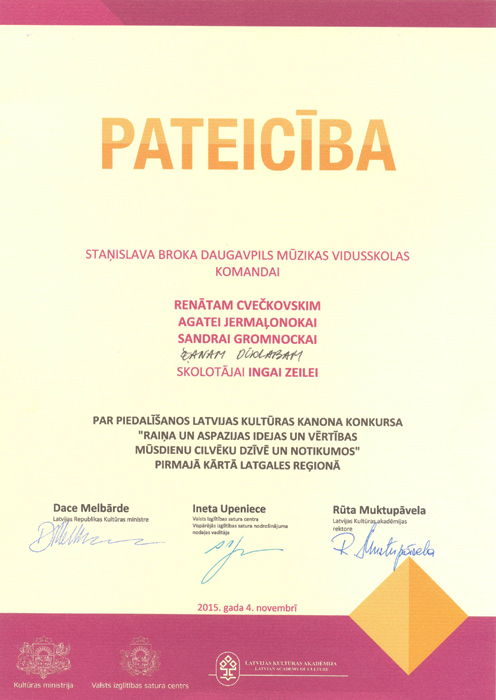 PATEICĪBA
STAŅISLAVA BROKA DAUGAVPILS MŪZIKAS VIDUSSKOLAS
KOMANDAI
RENĀTAM CVEČKOVSKIM
AGATEI JERMAĻONOKAI
SANDRAI GROMNOCKAI
SKOLOTĀJAI INGAI ZEILEI
PAR PIEDALĪŠANOS LATVIJAS KULTŪRAS KANONA KONKURSA
"RAIŅA UN ASPAZIJAS IDEJAS UN VĒRTĪBAS
MŪSDIENU CILVĒKU DZĪVĒ UN NOTIKUMOS"
PIRMAJĀ KĀRTĀ LATGALES REĢIONĀ
Dace Melbārde
Latvijas Republikas Kultūras ministre
Ineta Upeniece
Valsts izglītības satura centra
Vispārējās izglītības satura nodrošinājuma
nodaļas vadītāja
Rūta Muktupāvela
Latvijas Kultūras akadēmijas
rektore
R. Muktupāvela
2015. gada 4. novembrī
Kultūras ministrija
Valsts izglītības satura centrs
LATVIJAS KULTŪRAS AKADĒMIJA
LATVIAN ACADEMY OF CULTURE